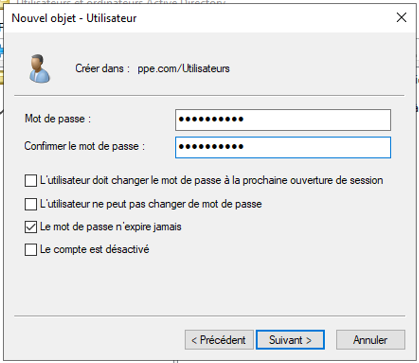 Utilisateurs et ordinateurs Active Directory
Nouvel objet - Utilisateur
Créer dans : ppe.com/Utilisateurs
Mot de passe : ••••••••••
Confirmer le mot de passe : ••••••••••
L'utilisateur doit changer le mot de passe à la prochaine ouverture de session
L'utilisateur ne peut pas changer de mot de passe
Le mot de passe n'expire jamais
Le compte est désactivé
< Précédent Suivant > Annuler